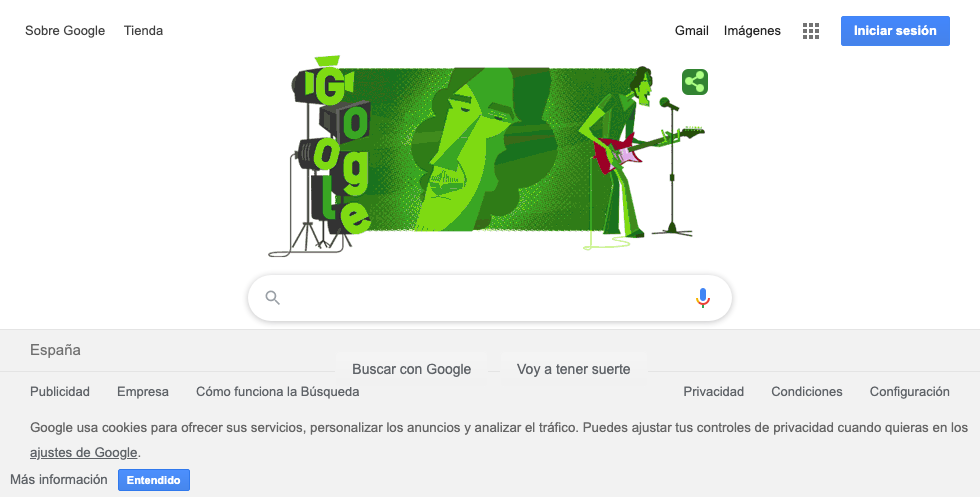 Sobre Google Tienda
Gmail Imágenes Iniciar sesión
Google
España
Buscar con Google Voy a tener suerte
Publicidad Empresa Cómo funciona la Búsqueda
Privacidad Condiciones Configuración
Google usa cookies para ofrecer sus servicios, personalizar los anuncios y analizar el tráfico. Puedes ajustar tus controles de privacidad cuando quieras en los
ajustes de Google.
Más información Entendido